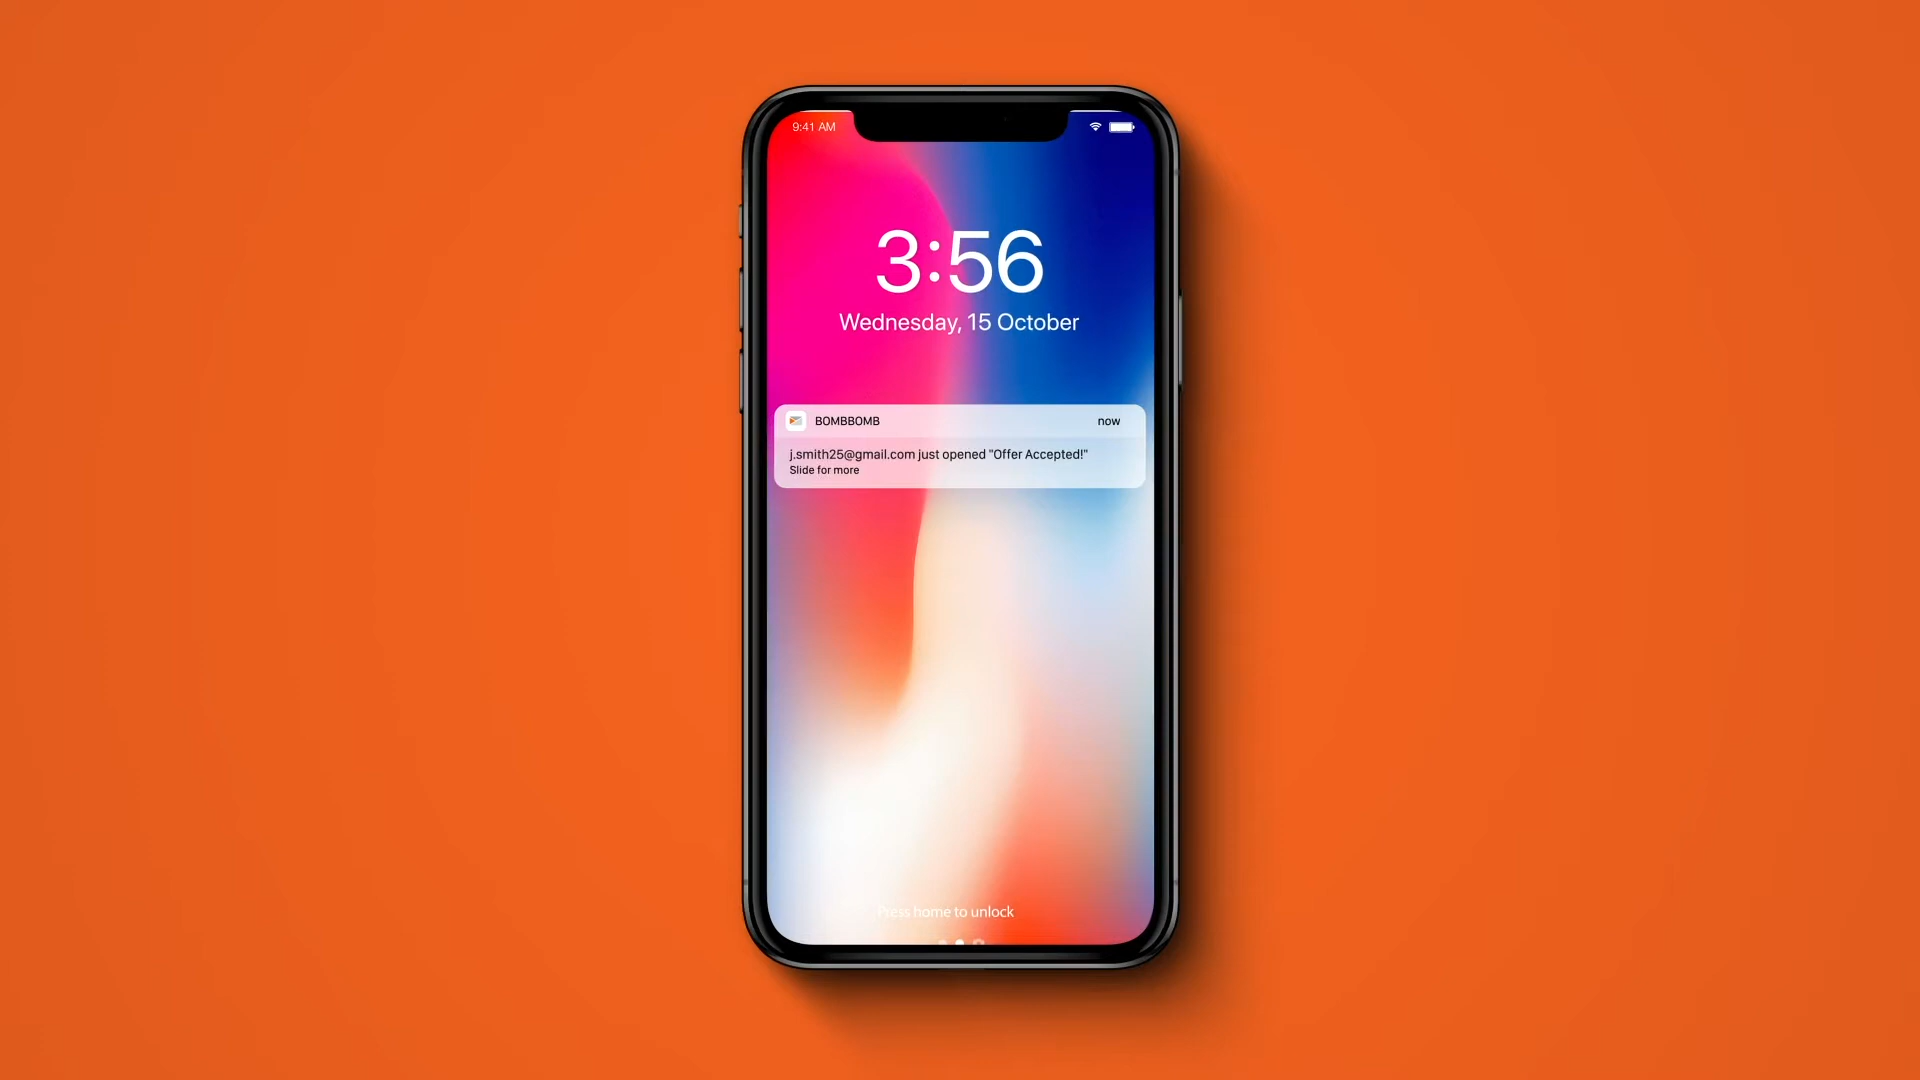 9:41 AM
3:56
Wednesday, 15 October
BOMBBOMB
now
j.smith25@gmail.com just opened "Offer Accepted!"
Slide for more
Press home to unlock